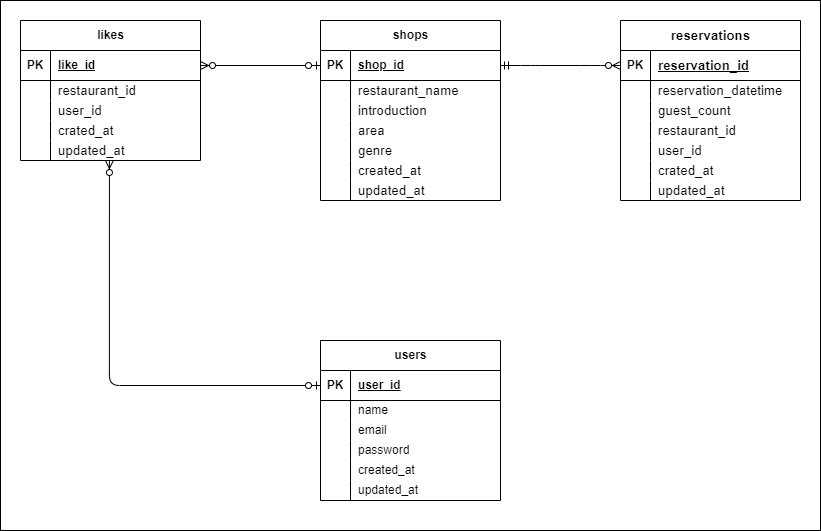 likes
PK like_id
restaurant_id
user_id
crated_at
updated_at
shops
PK shop_id
restaurant_name
introduction
area
genre
created_at
updated_at
reservations
PK reservation_id
reservation_datetime
guest_count
restaurant_id
user_id
crated_at
updated_at
users
PK user_id
name
email
password
created_at
updated_at